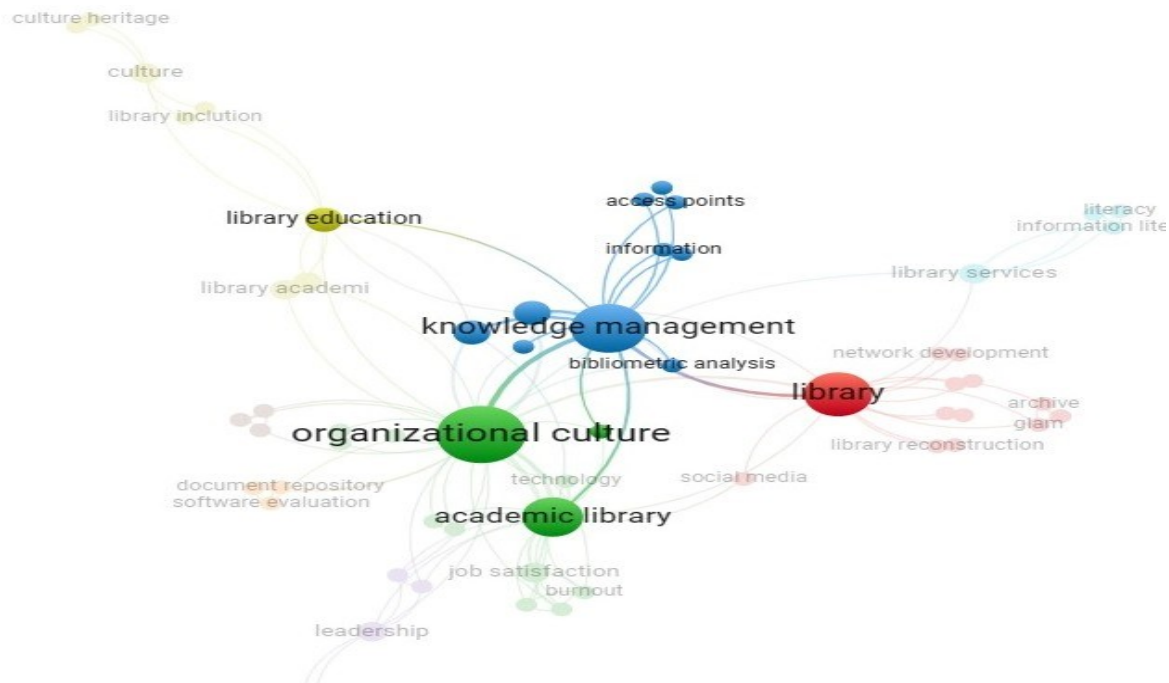 culture heritage
culture
library inclution
access points
library education
literacy
information lite
information
library services
library academi
knowledge management
network development
bibliometric analysis
library
archive
glam
organizational culture
library reconstruction
technology
social media
document repository
software evaluation
academic library
job satisfaction
burnout
leadership